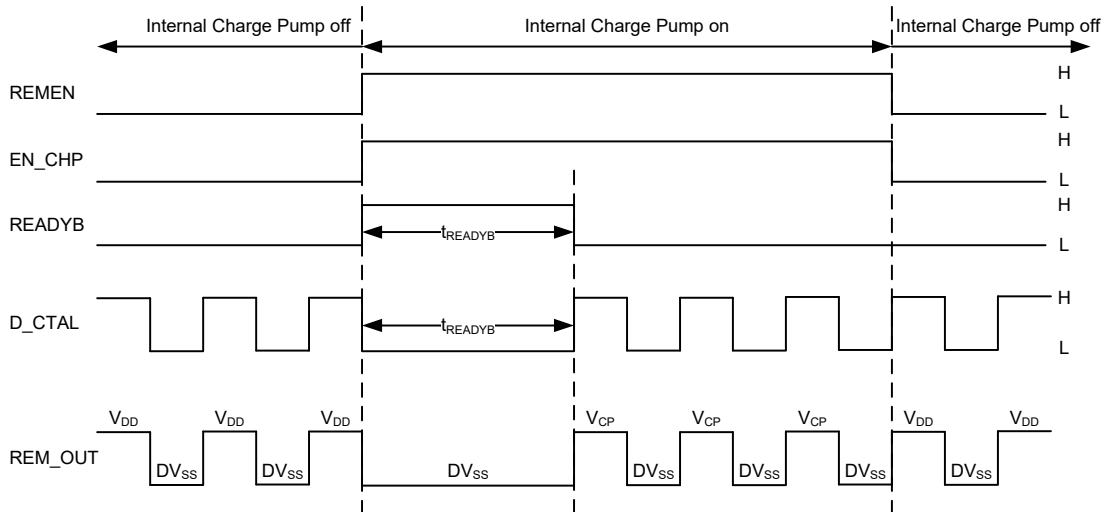 Internal Charge Pump off Internal Charge Pump on Internal Charge Pump off
REMEN H
L
EN_CHP H
L
READYB H
tREADYB
L
D_CTAL H
tREADYB
L
VDD VDD VDD VCP VCP VCP VDD VDD
REM_OUT DVSS DVSS DVSS DVSS DVSS DVSS DVSS